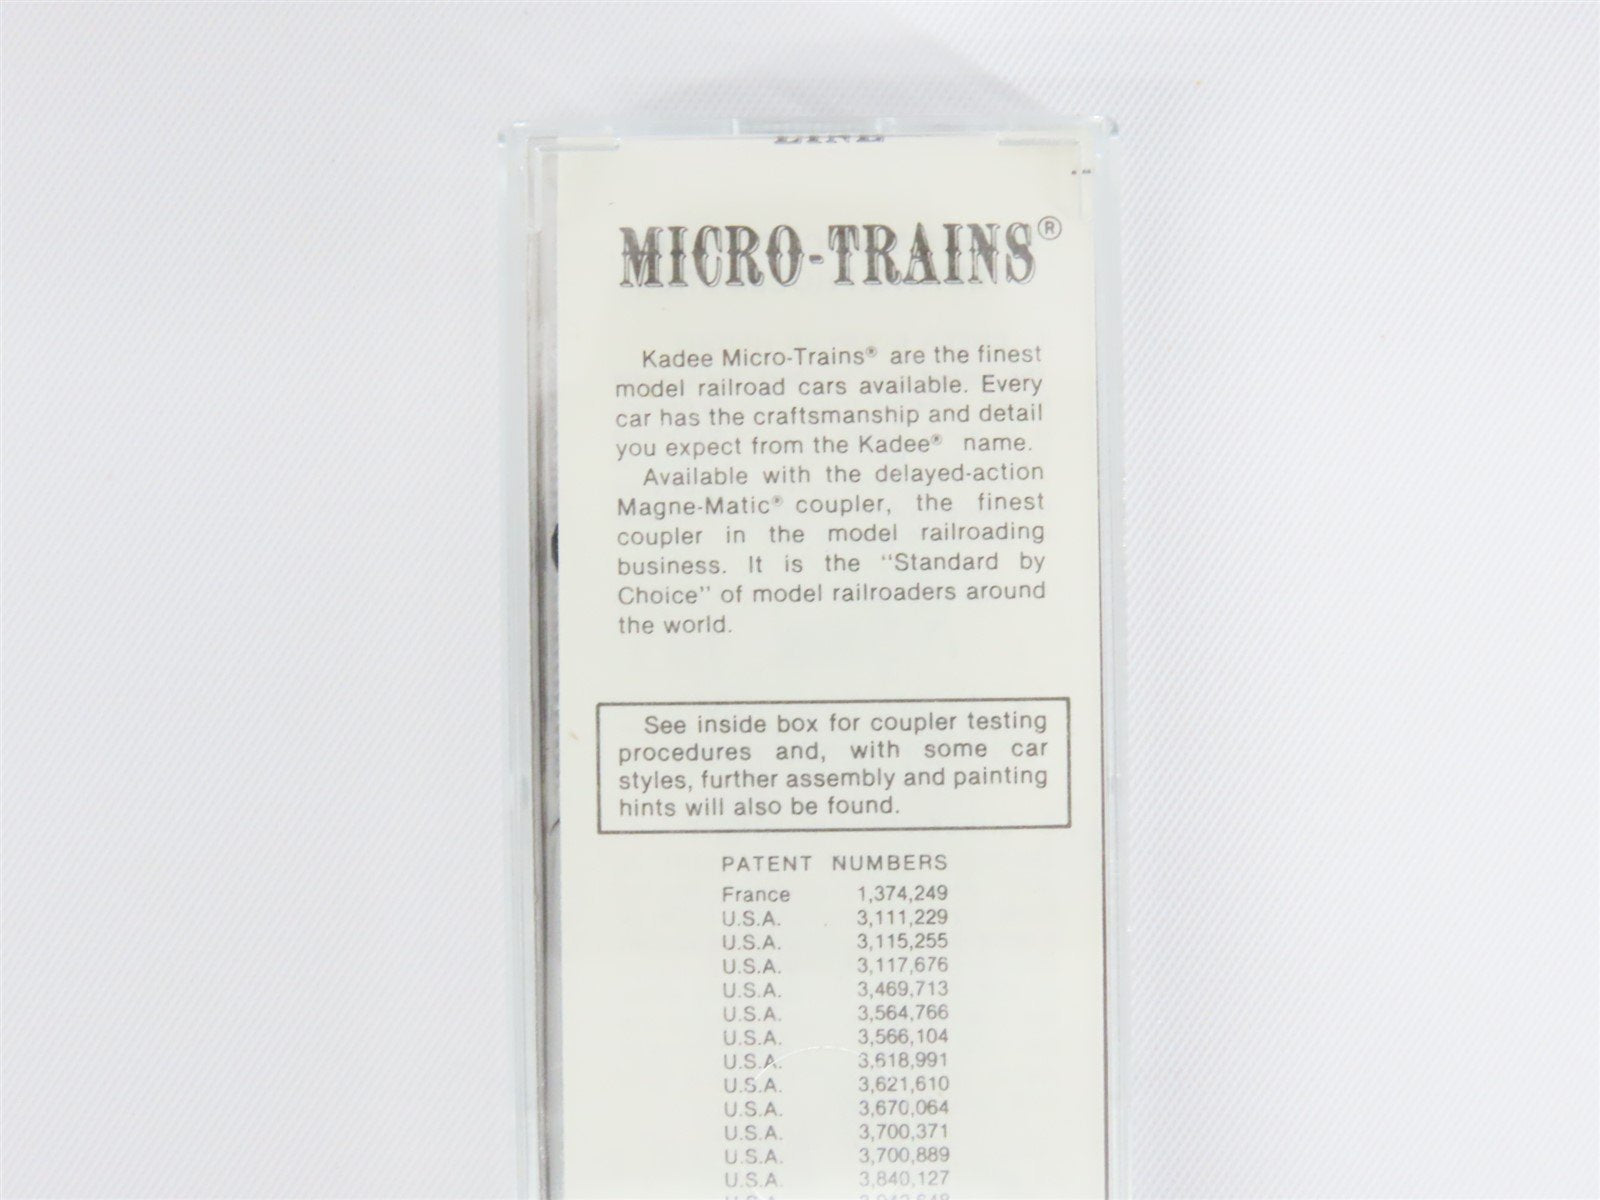 LINE
MICRO-TRAINS®
Kadee Micro-Trains® are the finest
model railroad cars available. Every
car has the craftsmanship and detail
you expect from the Kadee® name.
Available with the delayed-action
Magne-Matic® coupler, the finest
coupler in the model railroading
business. It is the "Standard by
Choice" of model railroaders around
the world.
See inside box for coupler testing
procedures and, with some car
styles, further assembly and painting
hints will also be found.
PATENT NUMBERS
France 1,374,249
U.S.A. 3,111,229
U.S.A. 3,115,255
U.S.A. 3,117,676
U.S.A. 3,469,713
U.S.A. 3,564,766
U.S.A. 3,566,104
U.S.A. 3,618,991
U.S.A. 3,621,610
U.S.A. 3,670,064
U.S.A. 3,700,371
U.S.A. 3,700,889
U.S.A. 3,840,127
U.S.A.